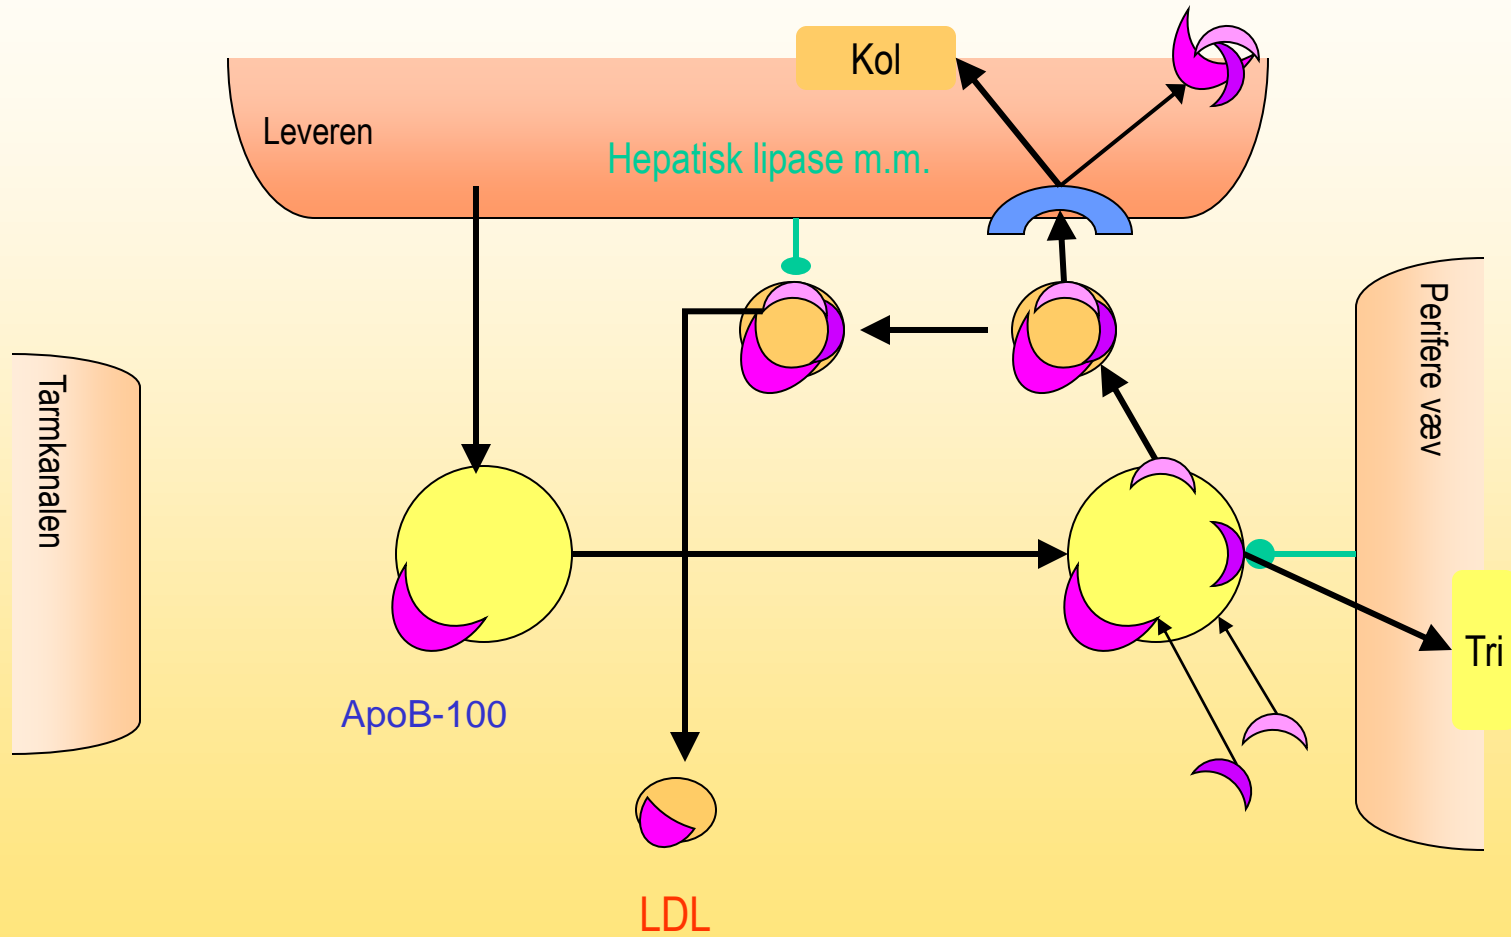 Kol
Leveren
Hepatisk lipase m.m.
Perifere væv
Tarmkanalen
Tri
ApoB-100
LDL